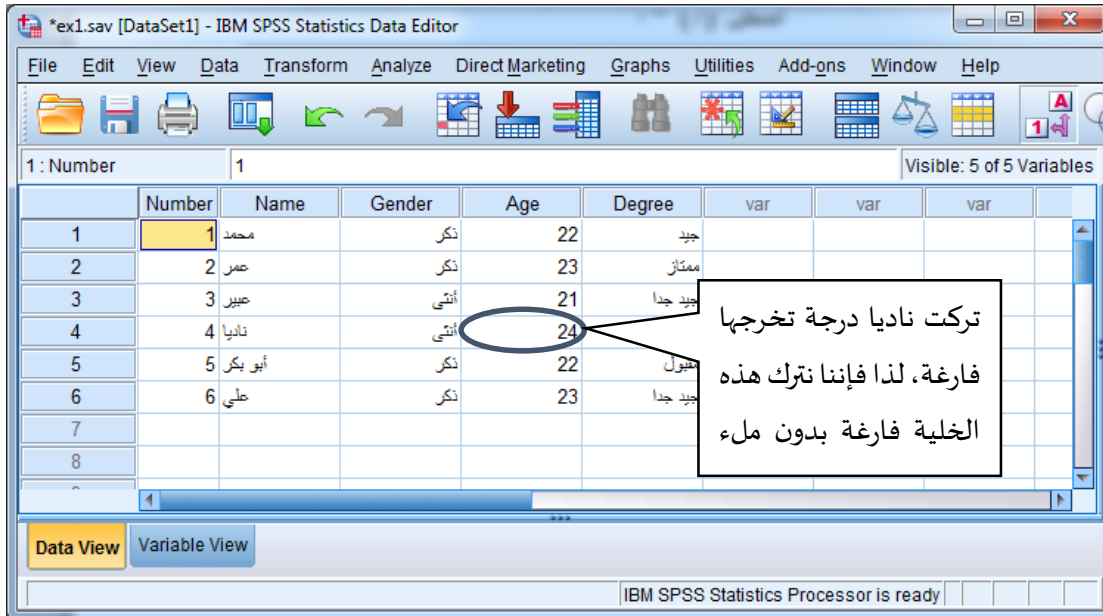 *ex1.sav [DataSet1] - IBM SPSS Statistics Data Editor
File Edit View Data Transform Analyze Direct Marketing Graphs Utilities Add-ons Window Help
1 : Number 1 Visible: 5 of 5 Variables
Number Name Gender Age Degree var var var
1 1 محمد ذكر 22 جيد
2 2 عمر ذكر 23 ممتاز
3 3 عبير أنثى 21 جيد جدا
4 4 ناديا أنثى 24
5 5 أبو بكر ذكر 22 مقبول
6 6 علي ذكر 23 جيد جدا
7
8
تركت ناديا درجة تخرجها
فارغة، لذا فإننا نترك هذه
الخلية فارغة بدون ملء
Data View Variable View
IBM SPSS Statistics Processor is ready